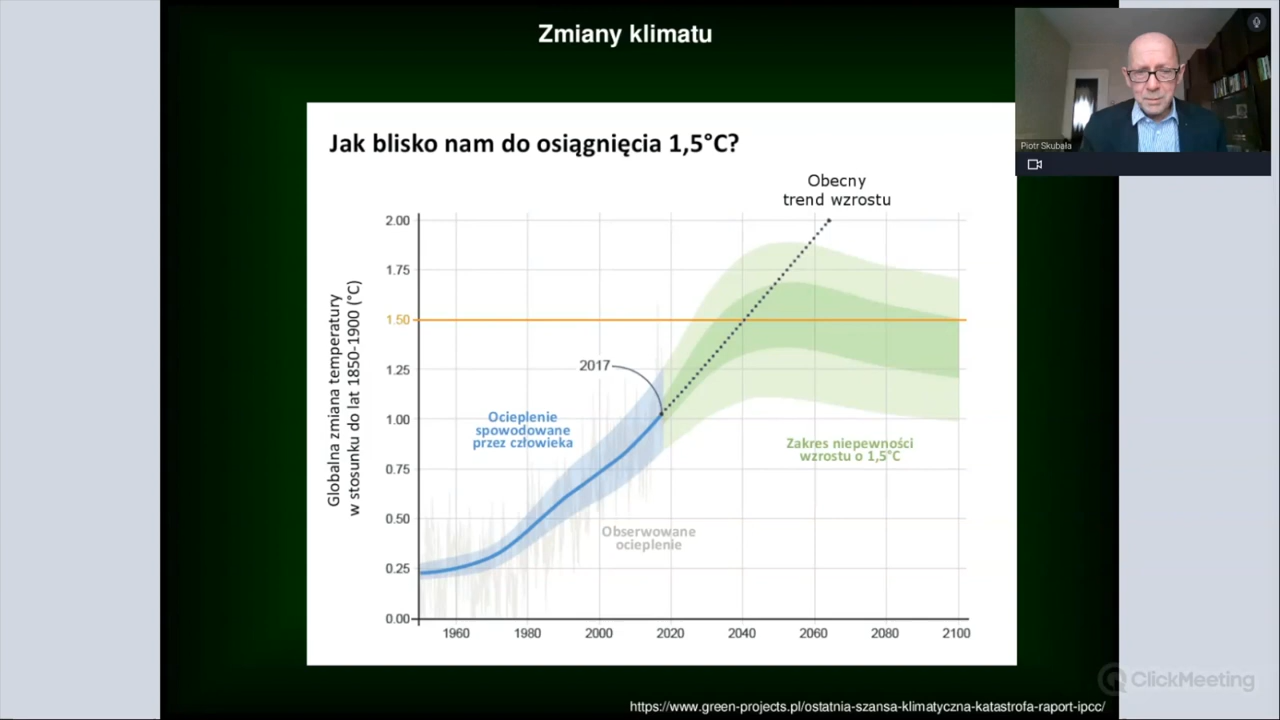 Zmiany klimatu
Piotr Skubała
Jak blisko nam do osiągnięcia 1,5°C?
Obecny
trend wzrostu
Globalna zmiana temperatury
w stosunku do lat 1850-1900 (°C)
2.00
1.75
1.50
1.25
1.00
0.75
0.50
0.25
0.00
2017
Ocieplenie
spowodowane
przez człowieka
Zakres niepewności
wzrostu o 1,5°C
Obserwowane
ocieplenie
1960 1980 2000 2020 2040 2060 2080 2100
ClickMeeting
https://www.green-projects.pl/ostatnia-szansa-klimatyczna-katastrofa-raport-ipcc/